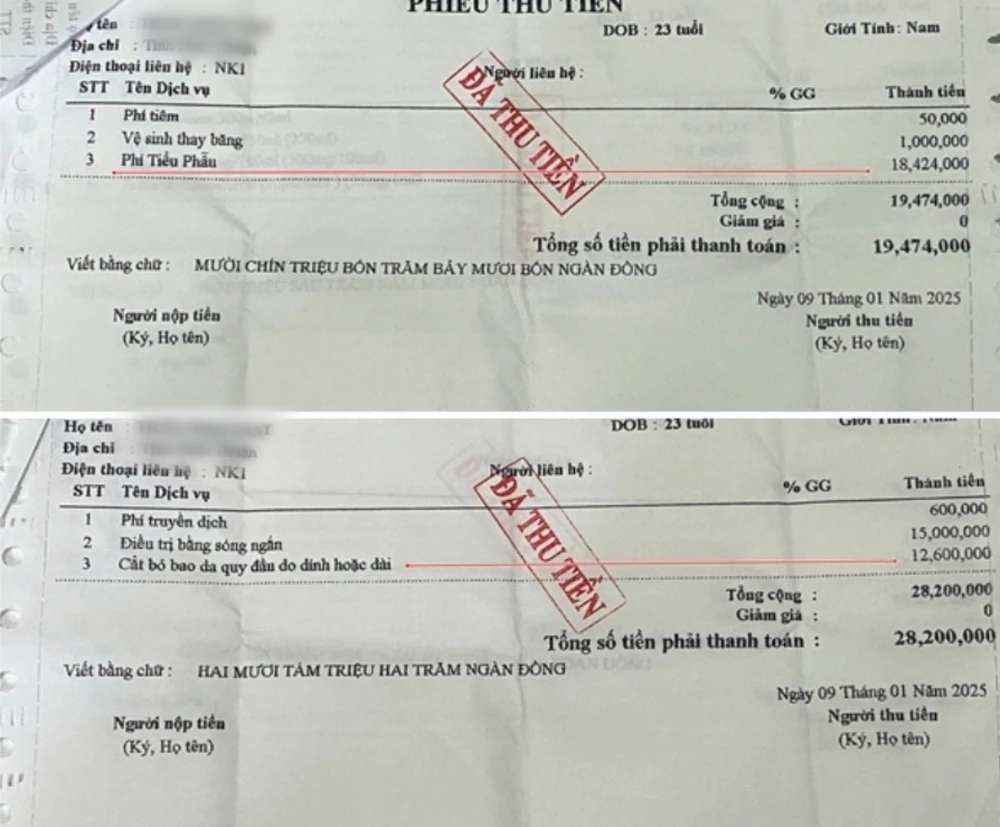 PHIẾU THU TIỀN
tên :
DOB : 23 tuổi
Giới Tính : Nam
Địa chỉ :
Điện thoại liên hệ : NK1
Người liên hệ :
STT Tên Dịch vụ % GG Thành tiền
1 Phí tiêm 50,000
2 Vệ sinh thay băng 1,000,000
3 Phí Tiểu Phẫu 18,424,000
ĐÃ THU TIỀN
Tổng cộng : 19,474,000
Giảm giá : 0
Tổng số tiền phải thanh toán : 19,474,000
Viết bằng chữ : MƯỜI CHÍN TRIỆU BỐN TRĂM BẢY MƯƠI BỐN NGÀN ĐỒNG
Ngày 09 Tháng 01 Năm 2025
Người nộp tiền Người thu tiền
(Ký, Họ tên) (Ký, Họ tên)
Họ tên :
DOB : 23 tuổi
Địa chỉ :
Điện thoại liên hệ : NK1
Người liên hệ :
STT Tên Dịch vụ % GG Thành tiền
1 Phí truyền dịch 600,000
2 Điều trị bằng sóng ngắn 15,000,000
3 Cắt bỏ bao da quy đầu do dính hoặc dài 12,600,000
ĐÃ THU TIỀN
Tổng cộng : 28,200,000
Giảm giá : 0
Tổng số tiền phải thanh toán : 28,200,000
Viết bằng chữ : HAI MƯƠI TÁM TRIỆU HAI TRĂM NGÀN ĐỒNG
Ngày 09 Tháng 01 Năm 2025
Người nộp tiền Người thu tiền
(Ký, Họ tên) (Ký, Họ tên)